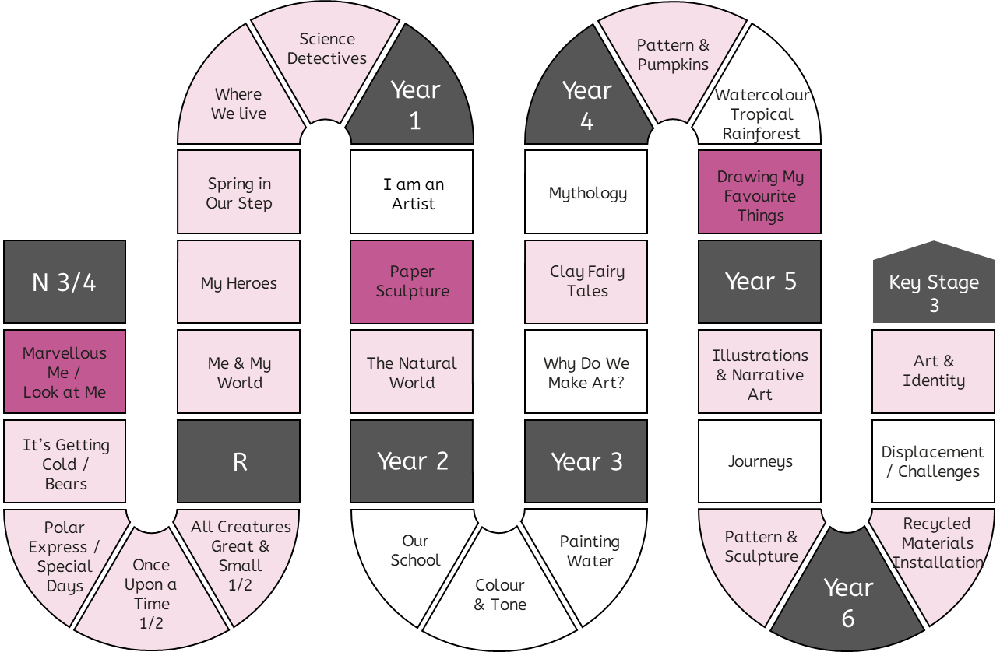 N 3/4
Marvellous
Me /
Look at Me
It's Getting
Cold /
Bears
Polar
Express /
Special
Days
Once
Upon a
Time
1/2
All Creatures
Great &
Small
1/2
R
Me & My
World
My Heroes
Spring in
Our Step
Where
We live
Science
Detectives
Year
1
I am an
Artist
Paper
Sculpture
The Natural
World
Year 2
Our
School
Colour
& Tone
Painting
Water
Year 3
Why Do We
Make Art?
Clay Fairy
Tales
Mythology
Year
4
Pattern &
Pumpkins
Watercolour
Tropical
Rainforest
Drawing My
Favourite
Things
Year 5
Illustrations
& Narrative
Art
Journeys
Pattern &
Sculpture
Year
6
Recycled
Materials
Installation
Displacement
/ Challenges
Art &
Identity
Key Stage
3